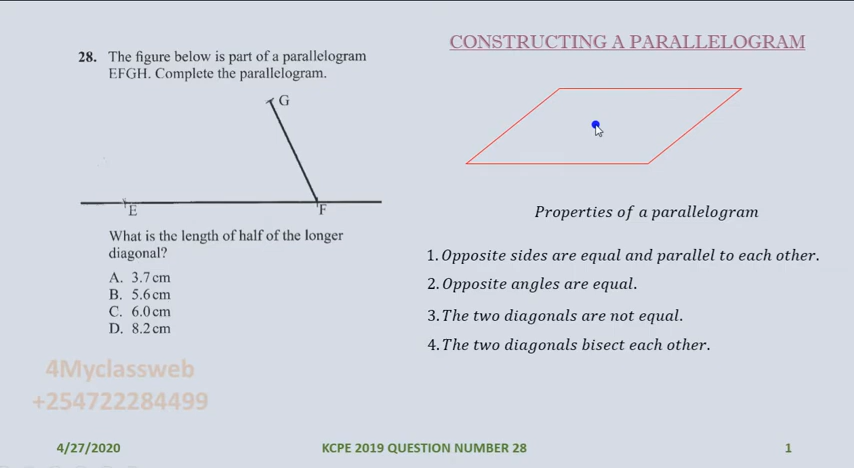 CONSTRUCTING A PARALLELOGRAM
28. The figure below is part of a parallelogram
EFGH. Complete the parallelogram.
G
E
F
What is the length of half of the longer
diagonal?
A. 3.7 cm
B. 5.6 cm
C. 6.0 cm
D. 8.2 cm
Properties of a parallelogram
1. Opposite sides are equal and parallel to each other.
2. Opposite angles are equal.
3. The two diagonals are not equal.
4. The two diagonals bisect each other.
4Myclassweb
+254722284499
4/27/2020
KCPE 2019 QUESTION NUMBER 28
1